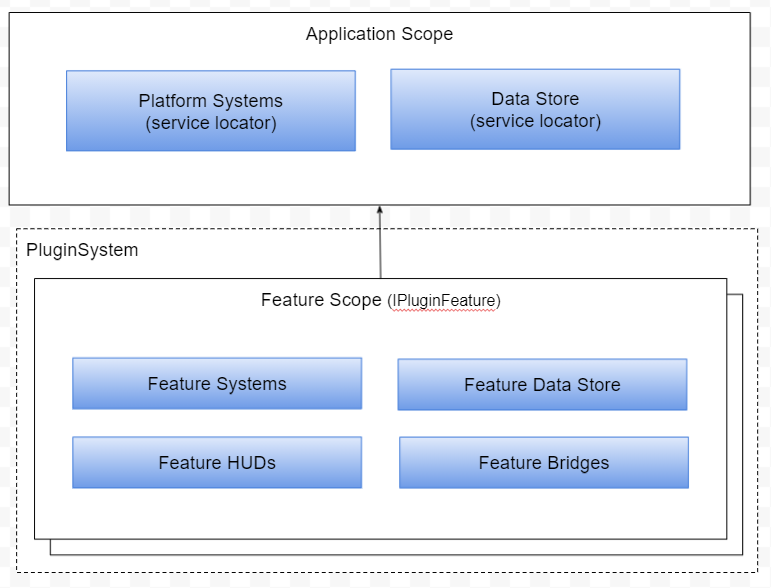 Application Scope
Platform Systems
(service locator)
Data Store
(service locator)
PluginSystem
Feature Scope (IPluginFeature)
Feature Systems
Feature Data Store
Feature HUDs
Feature Bridges